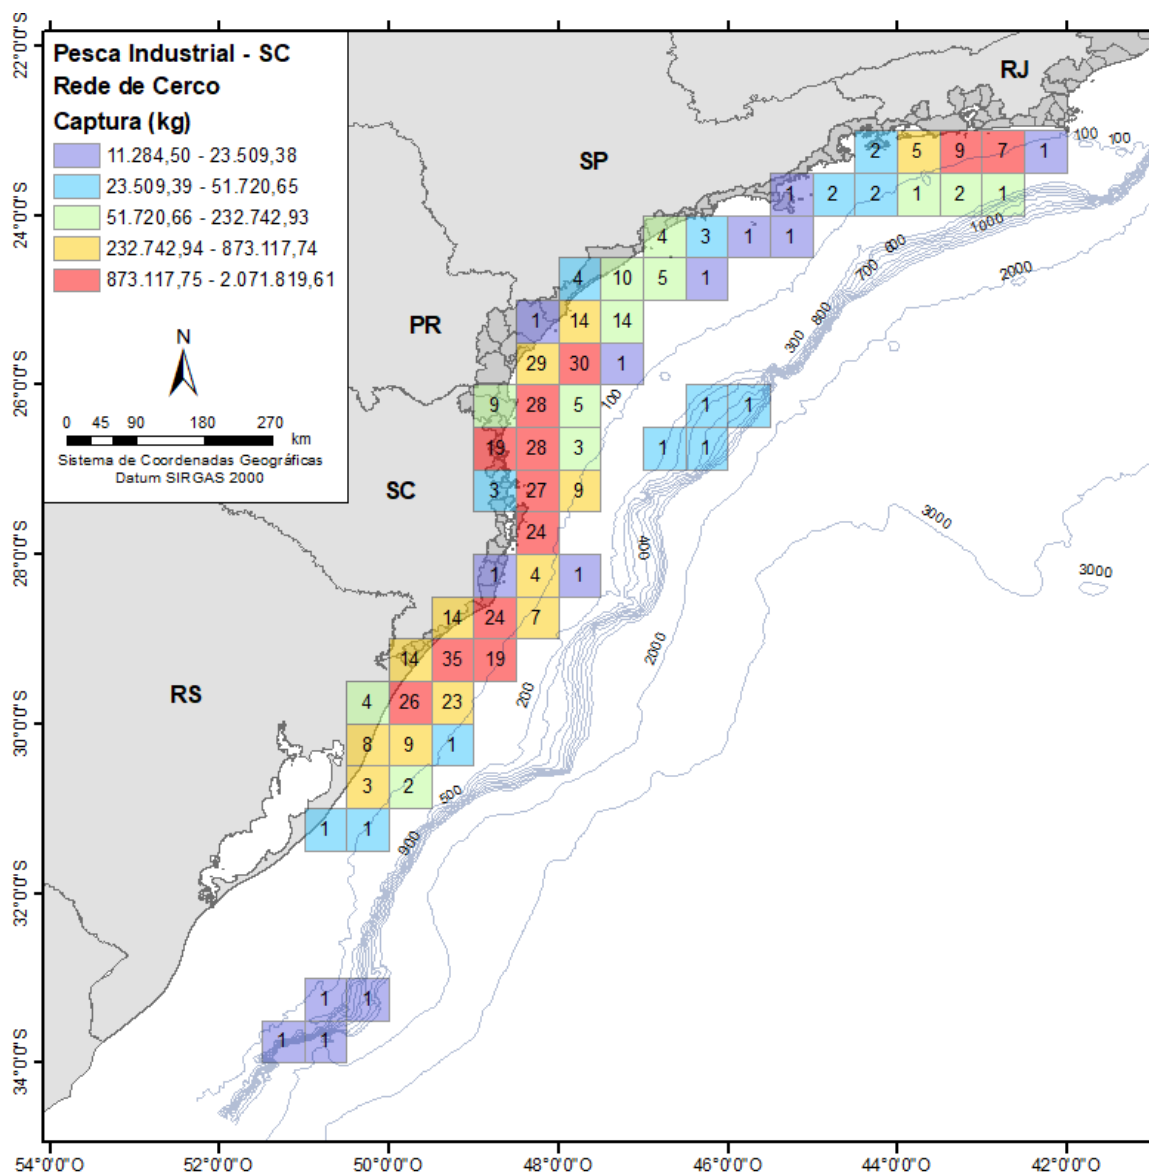 Pesca Industrial - SC
Rede de Cerco
Captura (kg)
11.284,50 - 23.509,38
23.509,39 - 51.720,65
51.720,66 - 232.742,93
232.742,94 - 873.117,74
873.117,75 - 2.071.819,61
N
0 45 90 180 270
km
Sistema de Coordenadas Geográficas
Datum SIRGAS 2000
RJ
SP
PR
SC
RS
100
100
2 5 9 7 1
1 2 2 1 2 1
1000
600
700
2000
4 3 1 1
4 10 5 1
800
300
1 14 14
29 30 1
100
9 28 5
1 1
19 28 3
1 1
3 27 9
24
400
3000
3000
1 4 1
14 24 7
2000
14 35 19
200
4 26 23
8 9 1
3 2
500
1 1
900
1 1
1 1
22°0'0"S
24°0'0"S
26°0'0"S
28°0'0"S
30°0'0"S
32°0'0"S
34°0'0"S
54°0'0"O 52°0'0"O 50°0'0"O 48°0'0"O 46°0'0"O 44°0'0"O 42°0'0"O